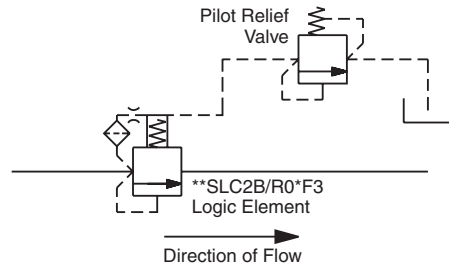 Pilot Relief
Valve
**SLC2B/R0*F3
Logic Element
Direction of Flow